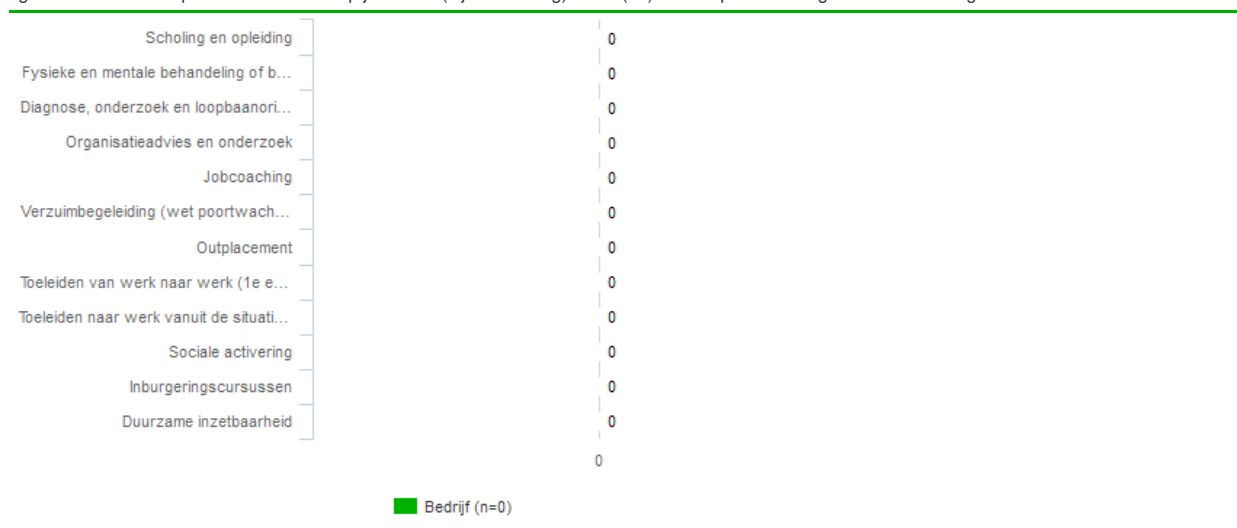 Scholing en opleiding 0
Fysieke en mentale behandeling of b... 0
Diagnose, onderzoek en loopbaanori... 0
Organisatieadvies en onderzoek 0
Jobcoaching 0
Verzuimbegeleiding (wet poortwach... 0
Outplacement 0
Toeleiden van werk naar werk (1e e... 0
Toeleiden naar werk vanuit de situati... 0
Sociale activering 0
Inburgeringscursussen 0
Duurzame inzetbaarheid 0
0
Bedrijf (n=0)